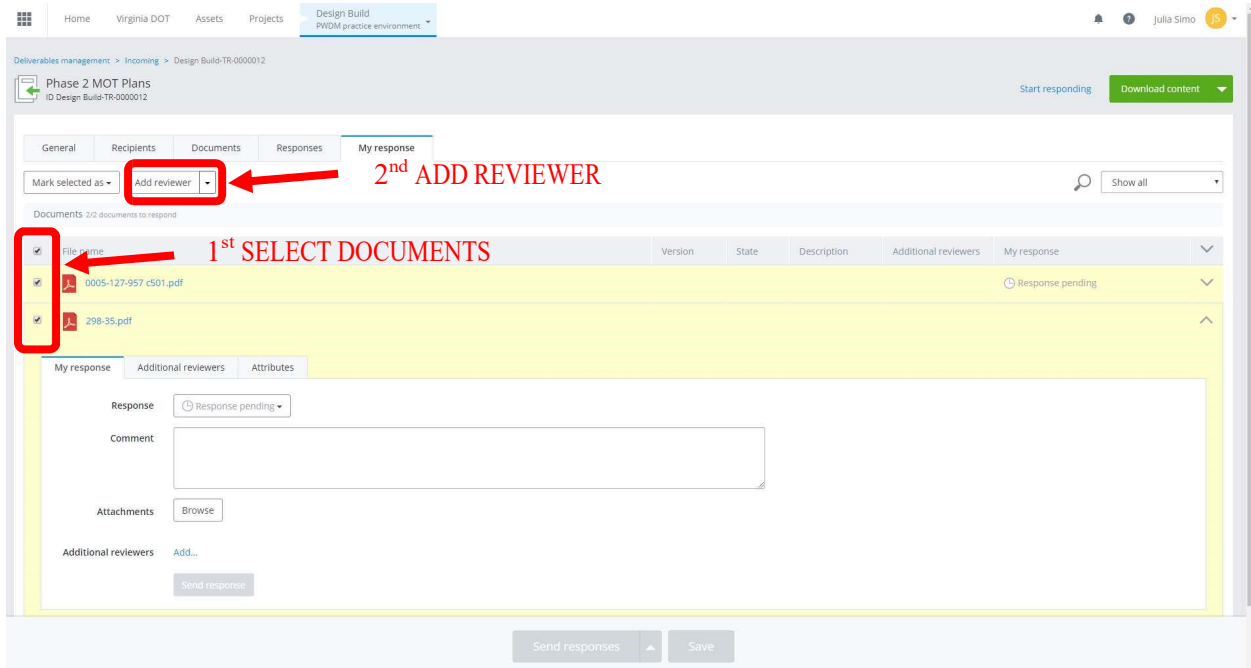 Home Virginia DOT Assets Projects Design Build
PWDM practice environment
Julia Simo JS
Deliverables management > Incoming > Design Build-TR-0000012
Phase 2 MOT Plans
ID Design Build-TR-0000012
Start responding Download content
General Recipients Documents Responses My response
Mark selected as Add reviewer 2nd ADD REVIEWER Show all
Documents 2/2 documents to respond
1st SELECT DOCUMENTS
File name Version State Description Additional reviewers My response
0005-127-957 c501.pdf Response pending
298-35.pdf
My response Additional reviewers Attributes
Response Response pending
Comment
Attachments Browse
Additional reviewers Add...
Send response
Send responses Save